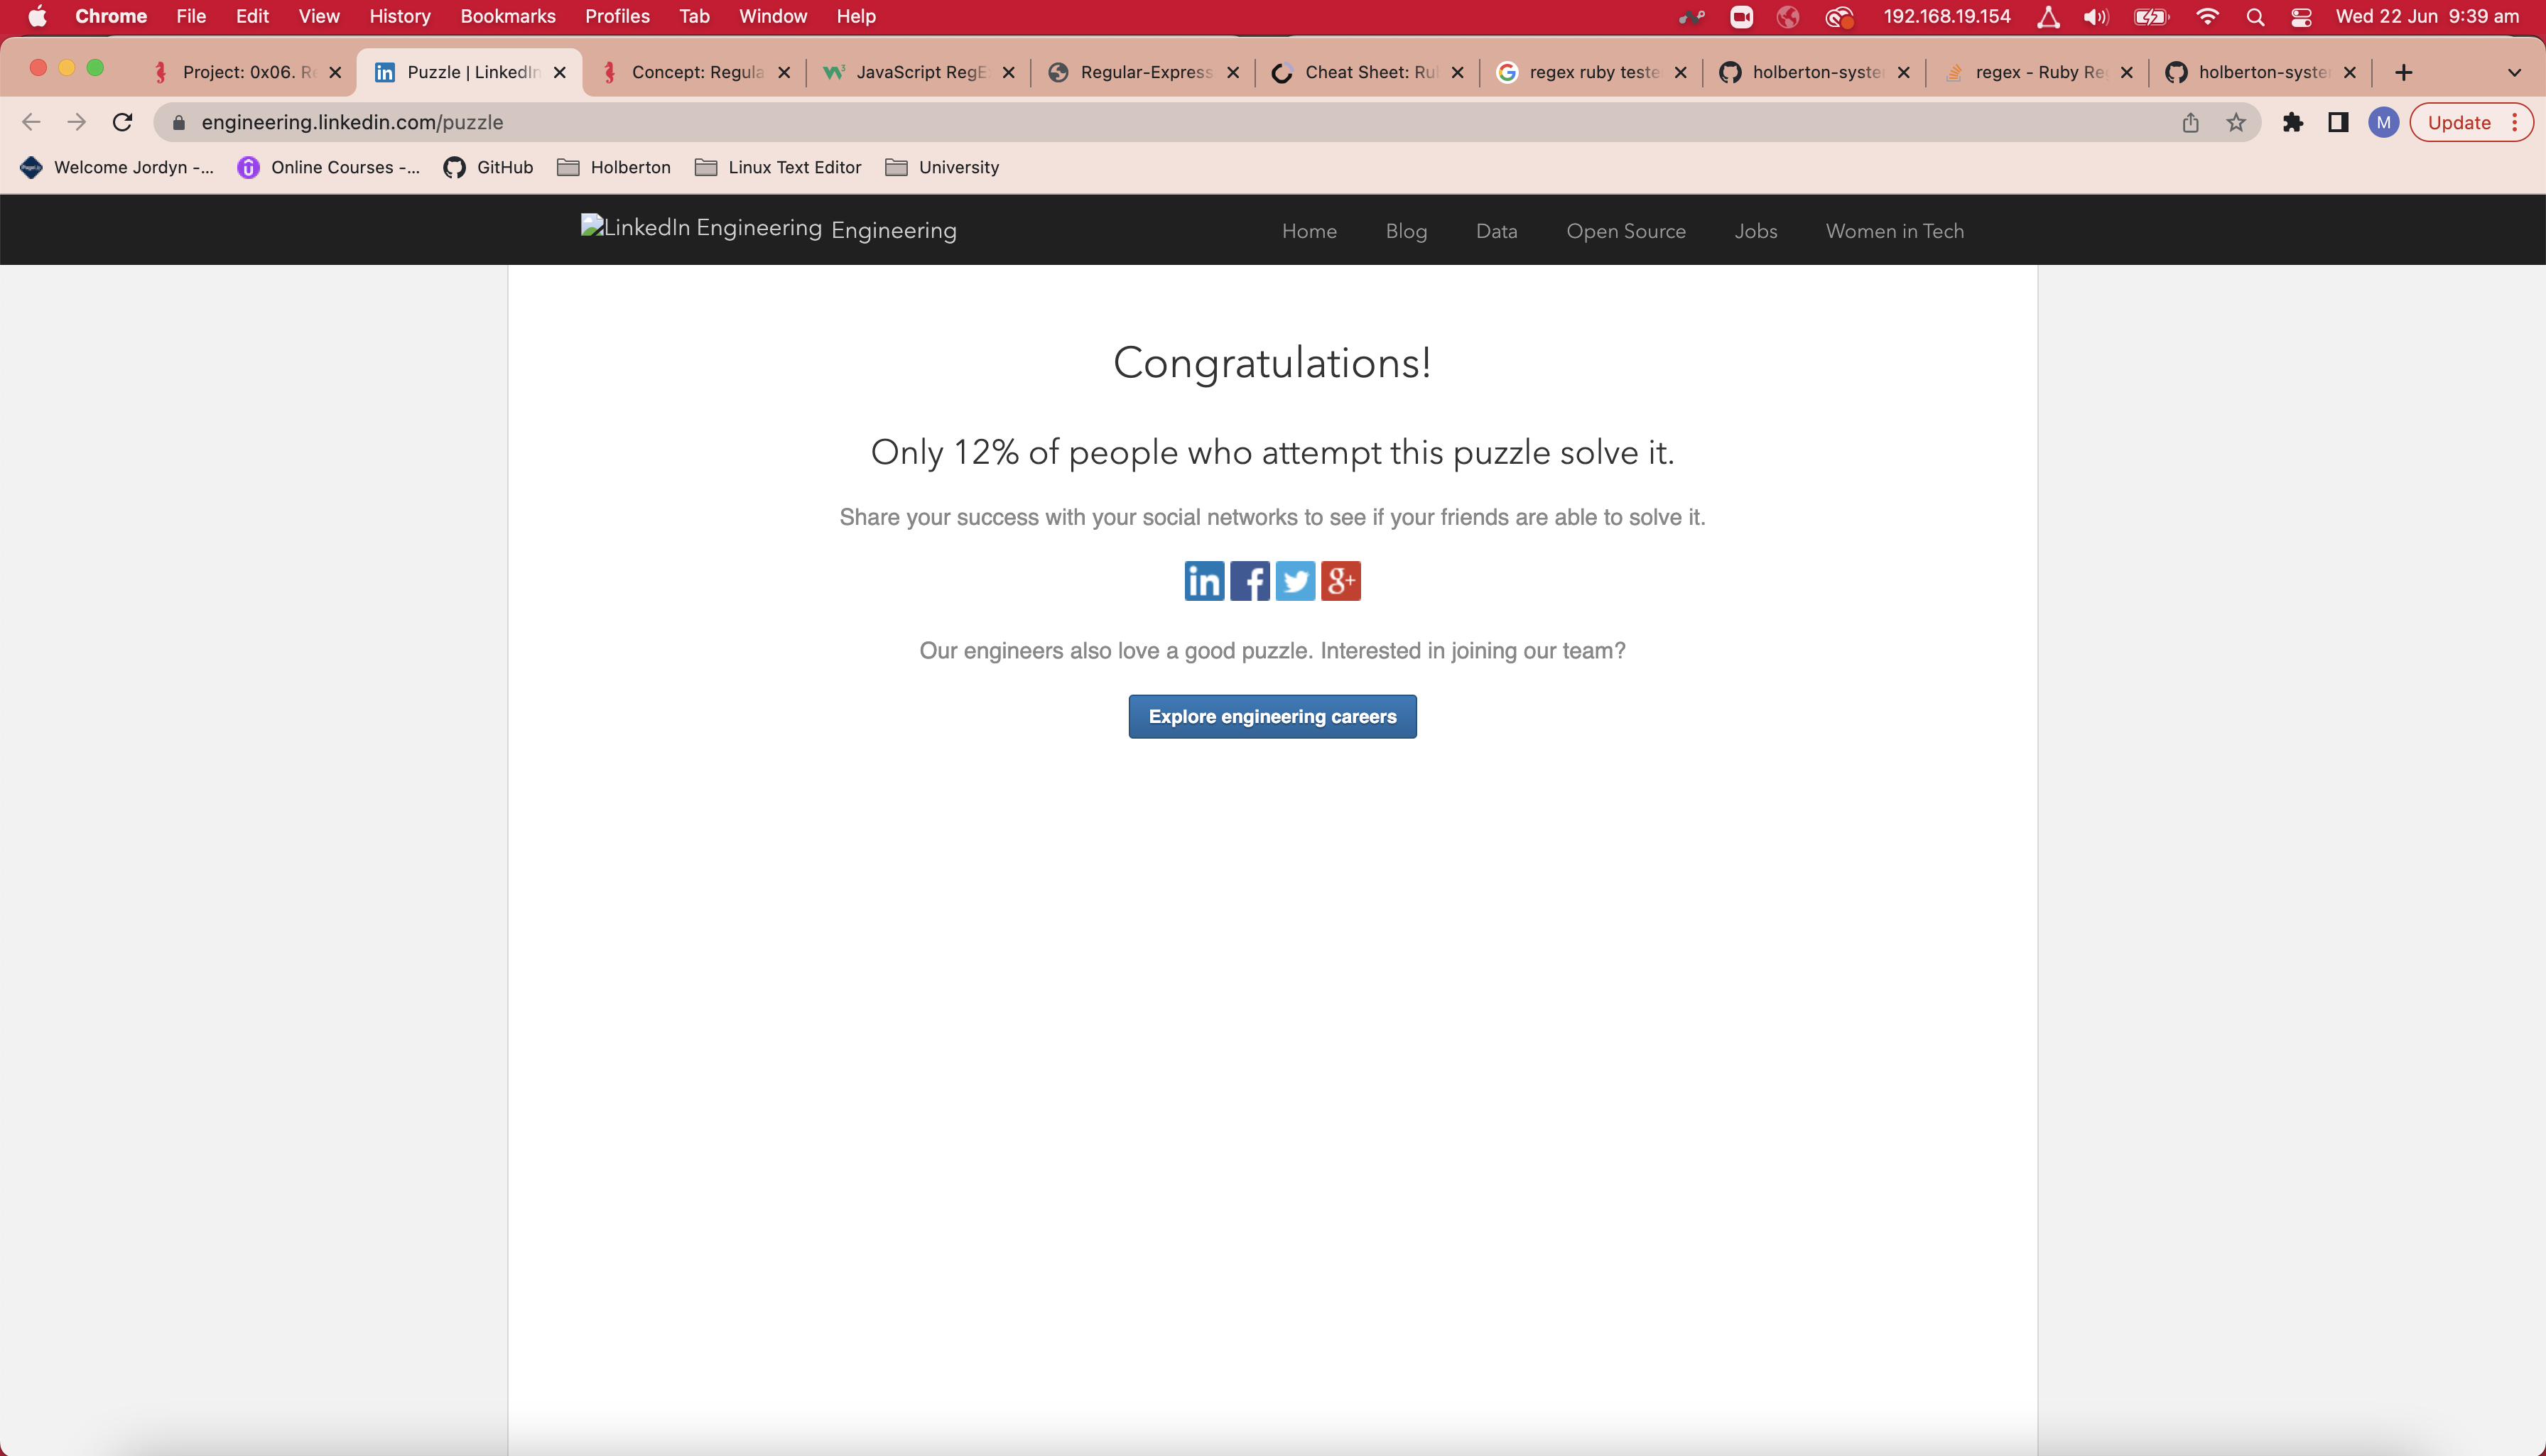 Chrome File Edit View History Bookmarks Profiles Tab Window Help 192.168.19.154 Wed 22 Jun 9:39 am
Project: 0x06. Re Puzzle | LinkedIn Concept: Regula JavaScript RegE Regular-Express Cheat Sheet: Rul regex ruby teste holberton-syste regex - Ruby Re holberton-syste
engineering.linkedin.com/puzzle M Update
Welcome Jordyn -... Online Courses -... GitHub Holberton Linux Text Editor University
LinkedIn Engineering Engineering Home Blog Data Open Source Jobs Women in Tech
Congratulations!
Only 12% of people who attempt this puzzle solve it.
Share your success with your social networks to see if your friends are able to solve it.
in f g+
Our engineers also love a good puzzle. Interested in joining our team?
Explore engineering careers